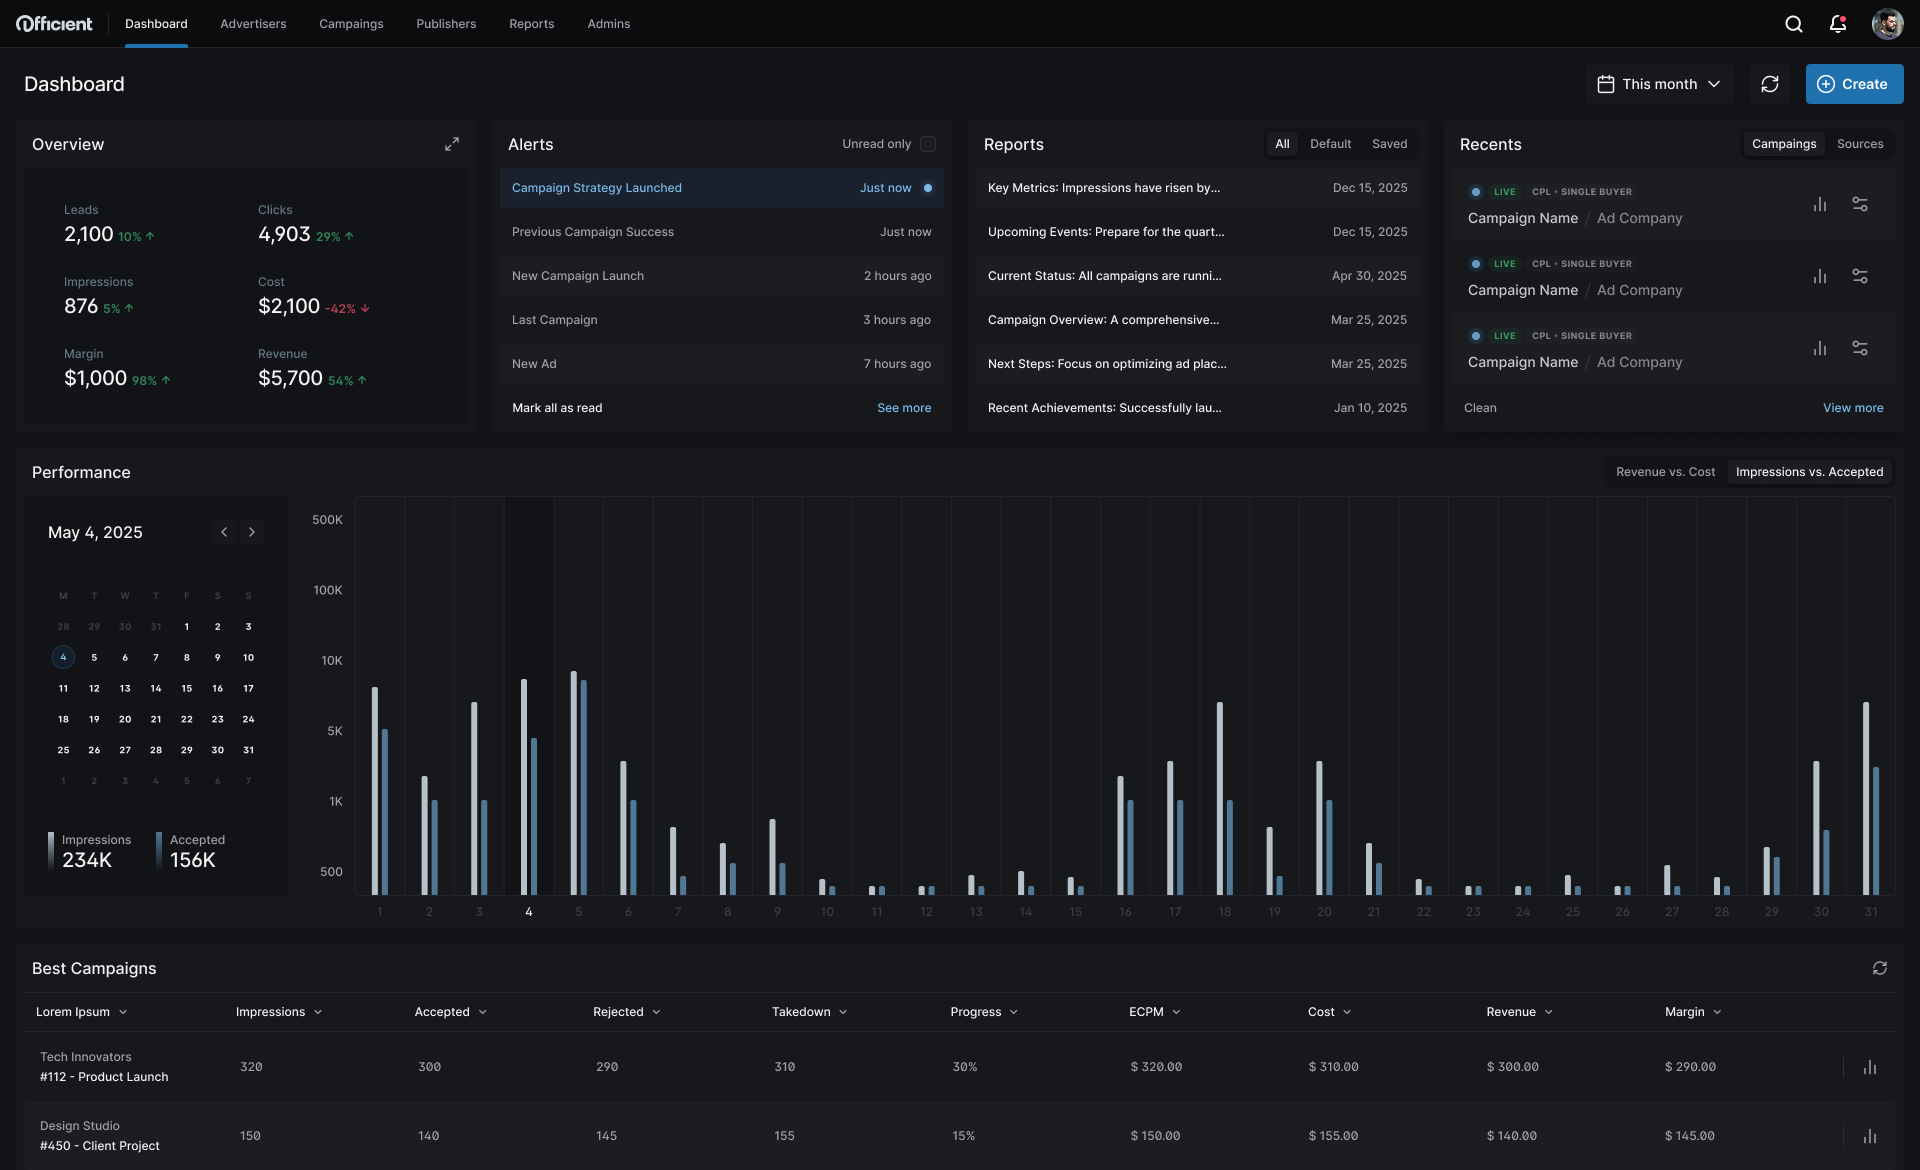 Officient
Dashboard
Advertisers
Campaings
Publishers
Reports
Admins
Dashboard
This month
Create
Overview
Leads
Clicks
2,100 10%
4,903 29%
Impressions
Cost
876 5%
$2,100 -42%
Margin
Revenue
$1,000 98%
$5,700 54%
Alerts
Unread only
Campaign Strategy Launched Just now
Previous Campaign Success Just now
New Campaign Launch 2 hours ago
Last Campaign 3 hours ago
New Ad 7 hours ago
Mark all as read See more
Reports
All Default Saved
Key Metrics: Impressions have risen by... Dec 15, 2025
Upcoming Events: Prepare for the quart... Dec 15, 2025
Current Status: All campaigns are runni... Apr 30, 2025
Campaign Overview: A comprehensive... Mar 25, 2025
Next Steps: Focus on optimizing ad plac... Mar 25, 2025
Recent Achievements: Successfully lau... Jan 10, 2025
Recents
Campaings Sources
LIVE CPL • SINGLE BUYER
Campaign Name / Ad Company
LIVE CPL • SINGLE BUYER
Campaign Name / Ad Company
LIVE CPL • SINGLE BUYER
Campaign Name / Ad Company
Clean View more
Performance
Revenue vs. Cost Impressions vs. Accepted
May 4, 2025
M T W T F S S
28 29 30 31 1 2 3
4 5 6 7 8 9 10
11 12 13 14 15 16 17
18 19 20 21 22 23 24
25 26 27 28 29 30 31
1 2 3 4 5 6 7
Impressions Accepted
234K 156K
500K
100K
10K
5K
1K
500
1 2 3 4 5 6 7 8 9 10 11 12 13 14 15 16 17 18 19 20 21 22 23 24 25 26 27 28 29 30 31
Best Campaigns
Lorem Ipsum Impressions Accepted Rejected Takedown Progress ECPM Cost Revenue Margin
Tech Innovators
#112 - Product Launch
320 300 290 310 30% $ 320.00 $ 310.00 $ 300.00 $ 290.00
Design Studio
#450 - Client Project
150 140 145 155 15% $ 150.00 $ 155.00 $ 140.00 $ 145.00